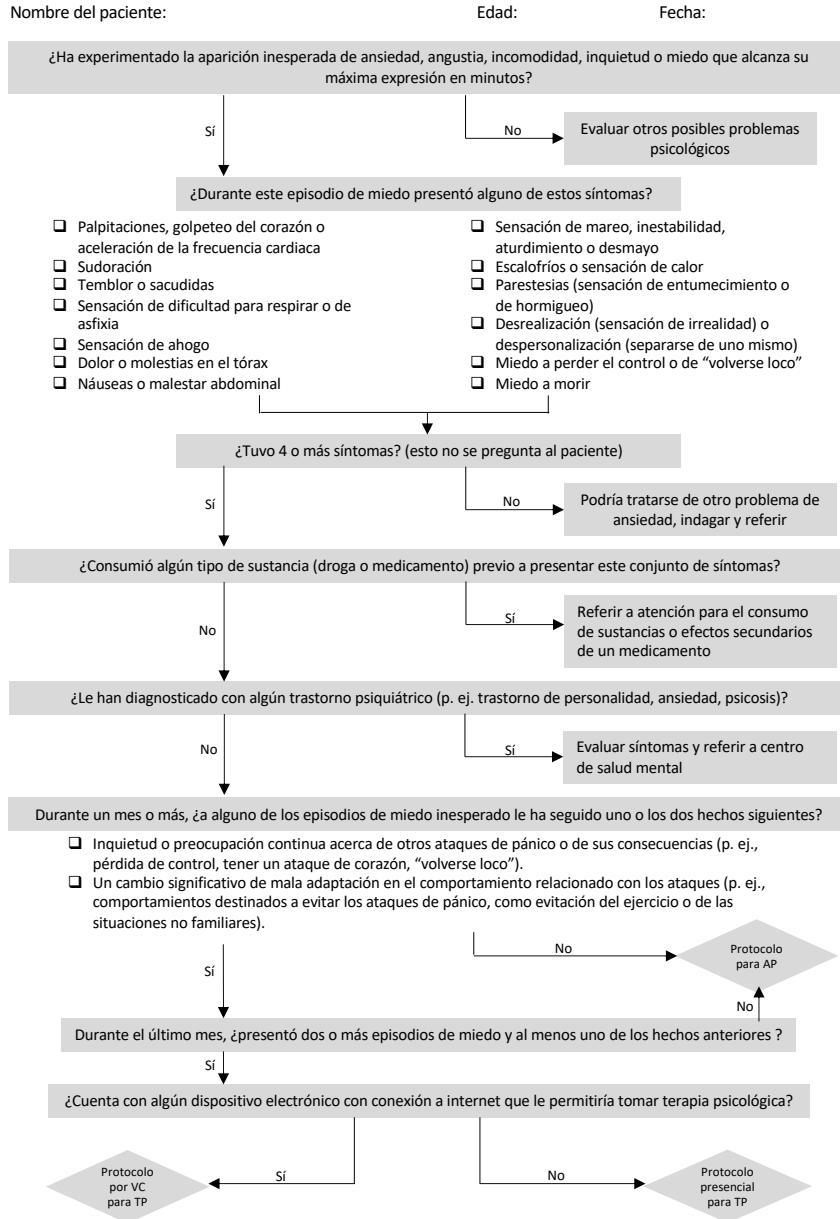 Nombre del paciente: Edad: Fecha:
¿Ha experimentado la aparición inesperada de ansiedad, angustia, incomodidad, inquietud o miedo que alcanza su
máxima expresión en minutos?
Sí
No
Evaluar otros posibles problemas
psicológicos
¿Durante este episodio de miedo presentó alguno de estos síntomas?
❑ Palpitaciones, golpeteo del corazón o
aceleración de la frecuencia cardiaca
❑ Sudoración
❑ Temblor o sacudidas
❑ Sensación de dificultad para respirar o de
asfixia
❑ Sensación de ahogo
❑ Dolor o molestias en el tórax
❑ Náuseas o malestar abdominal
❑ Sensación de mareo, inestabilidad,
aturdimiento o desmayo
❑ Escalofríos o sensación de calor
❑ Parestesias (sensación de entumecimiento o
de hormigueo)
❑ Desrealización (sensación de irrealidad) o
despersonalización (separarse de uno mismo)
❑ Miedo a perder el control o de “volverse loco”
❑ Miedo a morir
¿Tuvo 4 o más síntomas? (esto no se pregunta al paciente)
Sí
No
Podría tratarse de otro problema de
ansiedad, indagar y referir
¿Consumió algún tipo de sustancia (droga o medicamento) previo a presentar este conjunto de síntomas?
No
Sí
Referir a atención para el consumo
de sustancias o efectos secundarios
de un medicamento
¿Le han diagnosticado con algún trastorno psiquiátrico (p. ej. trastorno de personalidad, ansiedad, psicosis)?
No
Sí
Evaluar síntomas y referir a centro
de salud mental
Durante un mes o más, ¿a alguno de los episodios de miedo inesperado le ha seguido uno o los dos hechos siguientes?
❑ Inquietud o preocupación continua acerca de otros ataques de pánico o de sus consecuencias (p. ej.,
pérdida de control, tener un ataque de corazón, “volverse loco”).
❑ Un cambio significativo de mala adaptación en el comportamiento relacionado con los ataques (p. ej.,
comportamientos destinados a evitar los ataques de pánico, como evitación del ejercicio o de las
situaciones no familiares).
Sí
No
Protocolo
para AP
No
Durante el último mes, ¿presentó dos o más episodios de miedo y al menos uno de los hechos anteriores ?
Sí
¿Cuenta con algún dispositivo electrónico con conexión a internet que le permitiría tomar terapia psicológica?
Sí
No
Protocolo
por VC
para TP
Protocolo
presencial
para TP